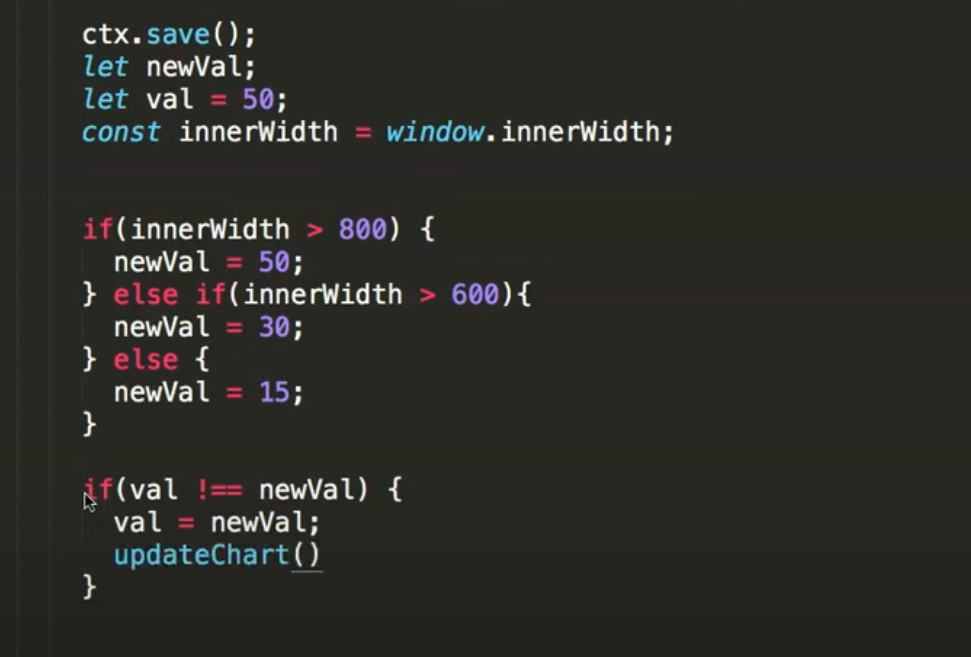 ctx.save();
let newVal;
let val = 50;
const innerWidth = window.innerWidth;
if(innerWidth > 800) {
newVal = 50;
} else if(innerWidth > 600){
newVal = 30;
} else {
newVal = 15;
}
if(val !== newVal) {
val = newVal;
updateChart()
}